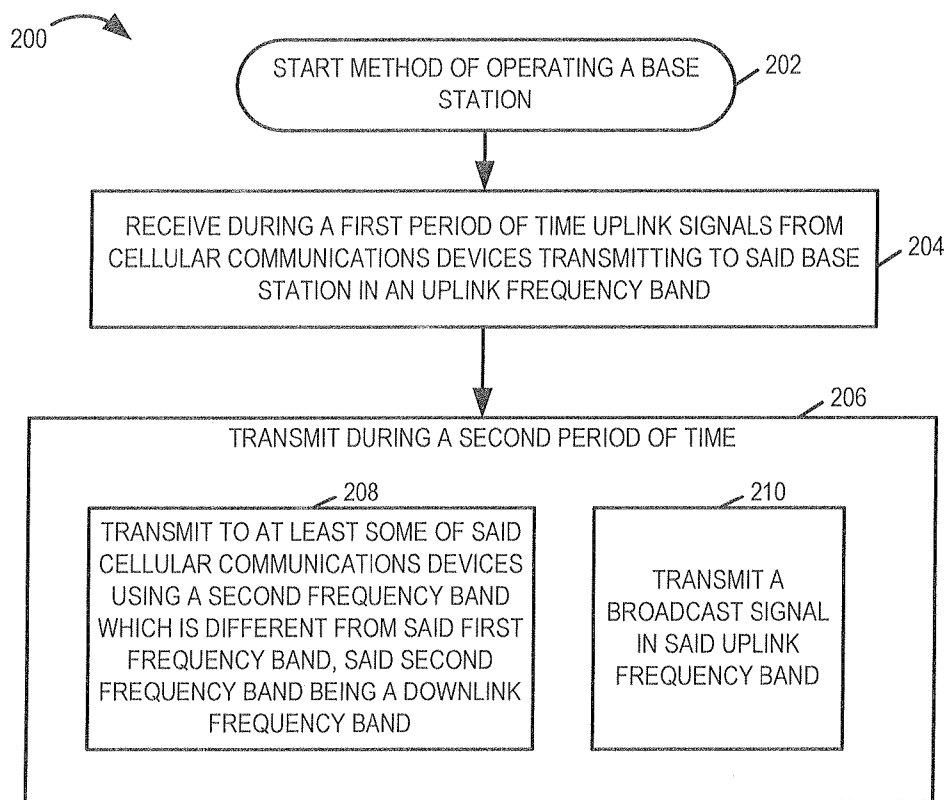 200
START METHOD OF OPERATING A BASE
STATION
202
RECEIVE DURING A FIRST PERIOD OF TIME UPLINK SIGNALS FROM
CELLULAR COMMUNICATIONS DEVICES TRANSMITTING TO SAID BASE
STATION IN AN UPLINK FREQUENCY BAND
204
206
TRANSMIT DURING A SECOND PERIOD OF TIME
208
TRANSMIT TO AT LEAST SOME OF SAID
CELLULAR COMMUNICATIONS DEVICES
USING A SECOND FREQUENCY BAND
WHICH IS DIFFERENT FROM SAID FIRST
FREQUENCY BAND, SAID SECOND
FREQUENCY BAND BEING A DOWNLINK
FREQUENCY BAND
210
TRANSMIT A
BROADCAST SIGNAL
IN SAID UPLINK
FREQUENCY BAND